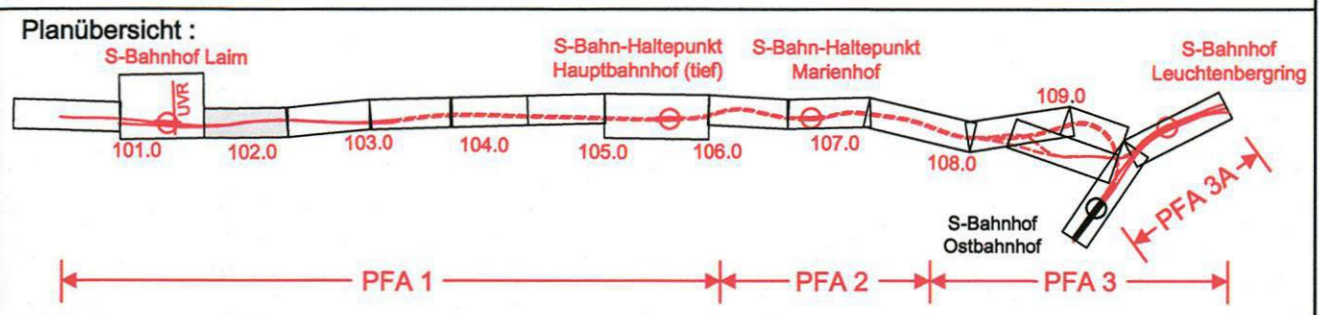 Planübersicht :
S-Bahnhof Laim
S-Bahn-Haltepunkt
Hauptbahnhof (tief)
S-Bahn-Haltepunkt
Marienhof
S-Bahnhof
Leuchtenbergring
UVR
109.0
101.0
102.0
103.0
104.0
105.0
106.0
107.0
108.0
S-Bahnhof
Ostbahnhof
PFA 3A
PFA 1
PFA 2
PFA 3